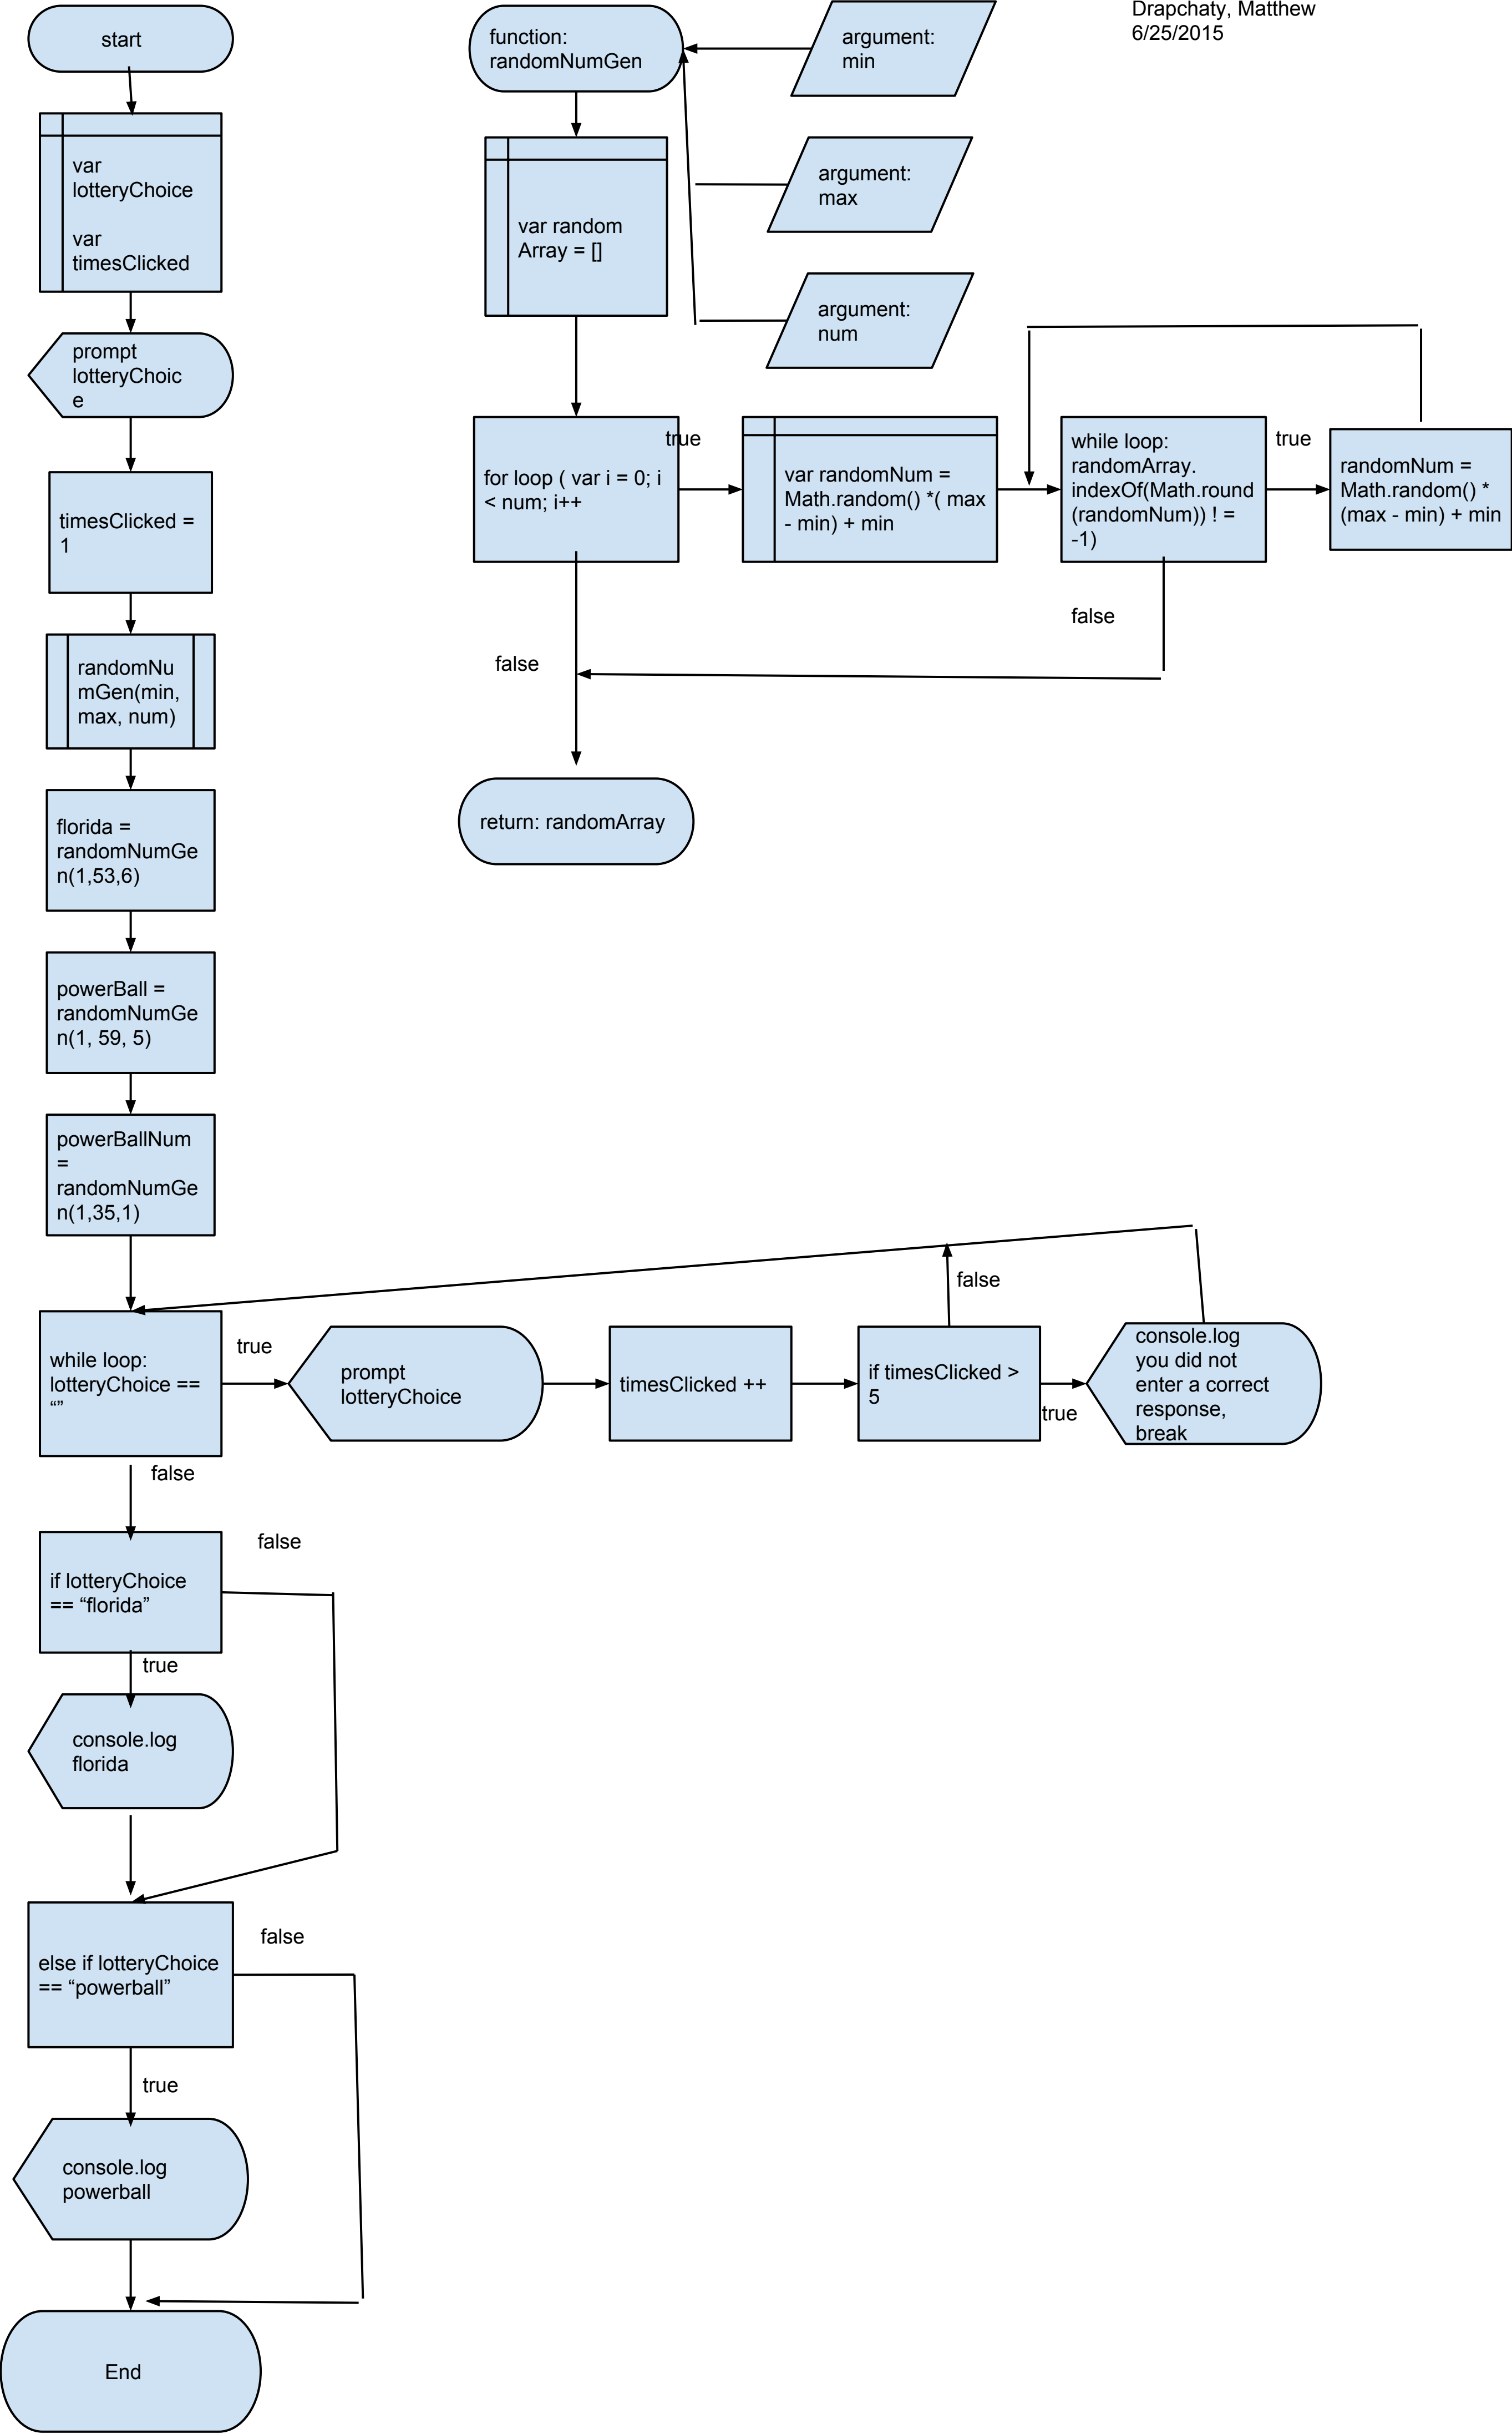 Drapchaty, Matthew
6/25/2015
start
var
lotteryChoice
var
timesClicked
prompt
lotteryChoic
e
timesClicked =
1
randomNu
mGen(min,
max, num)
florida =
randomNumGe
n(1,53,6)
powerBall =
randomNumGe
n(1, 59, 5)
powerBallNum
=
randomNumGe
n(1,35,1)
while loop:
lotteryChoice ==
“”
true
prompt
lotteryChoice
timesClicked ++
if timesClicked >
5
false
true
console.log
you did not
enter a correct
response,
break
false
if lotteryChoice
== “florida”
false
true
console.log
florida
else if lotteryChoice
== “powerball”
false
true
console.log
powerball
End
function:
randomNumGen
argument:
min
argument:
max
argument:
num
var random
Array = []
for loop ( var i = 0; i
< num; i++
true
var randomNum =
Math.random() *( max
- min) + min
while loop:
randomArray.
indexOf(Math.round
(randomNum)) ! =
-1)
true
randomNum =
Math.random() *
(max - min) + min
false
false
return: randomArray